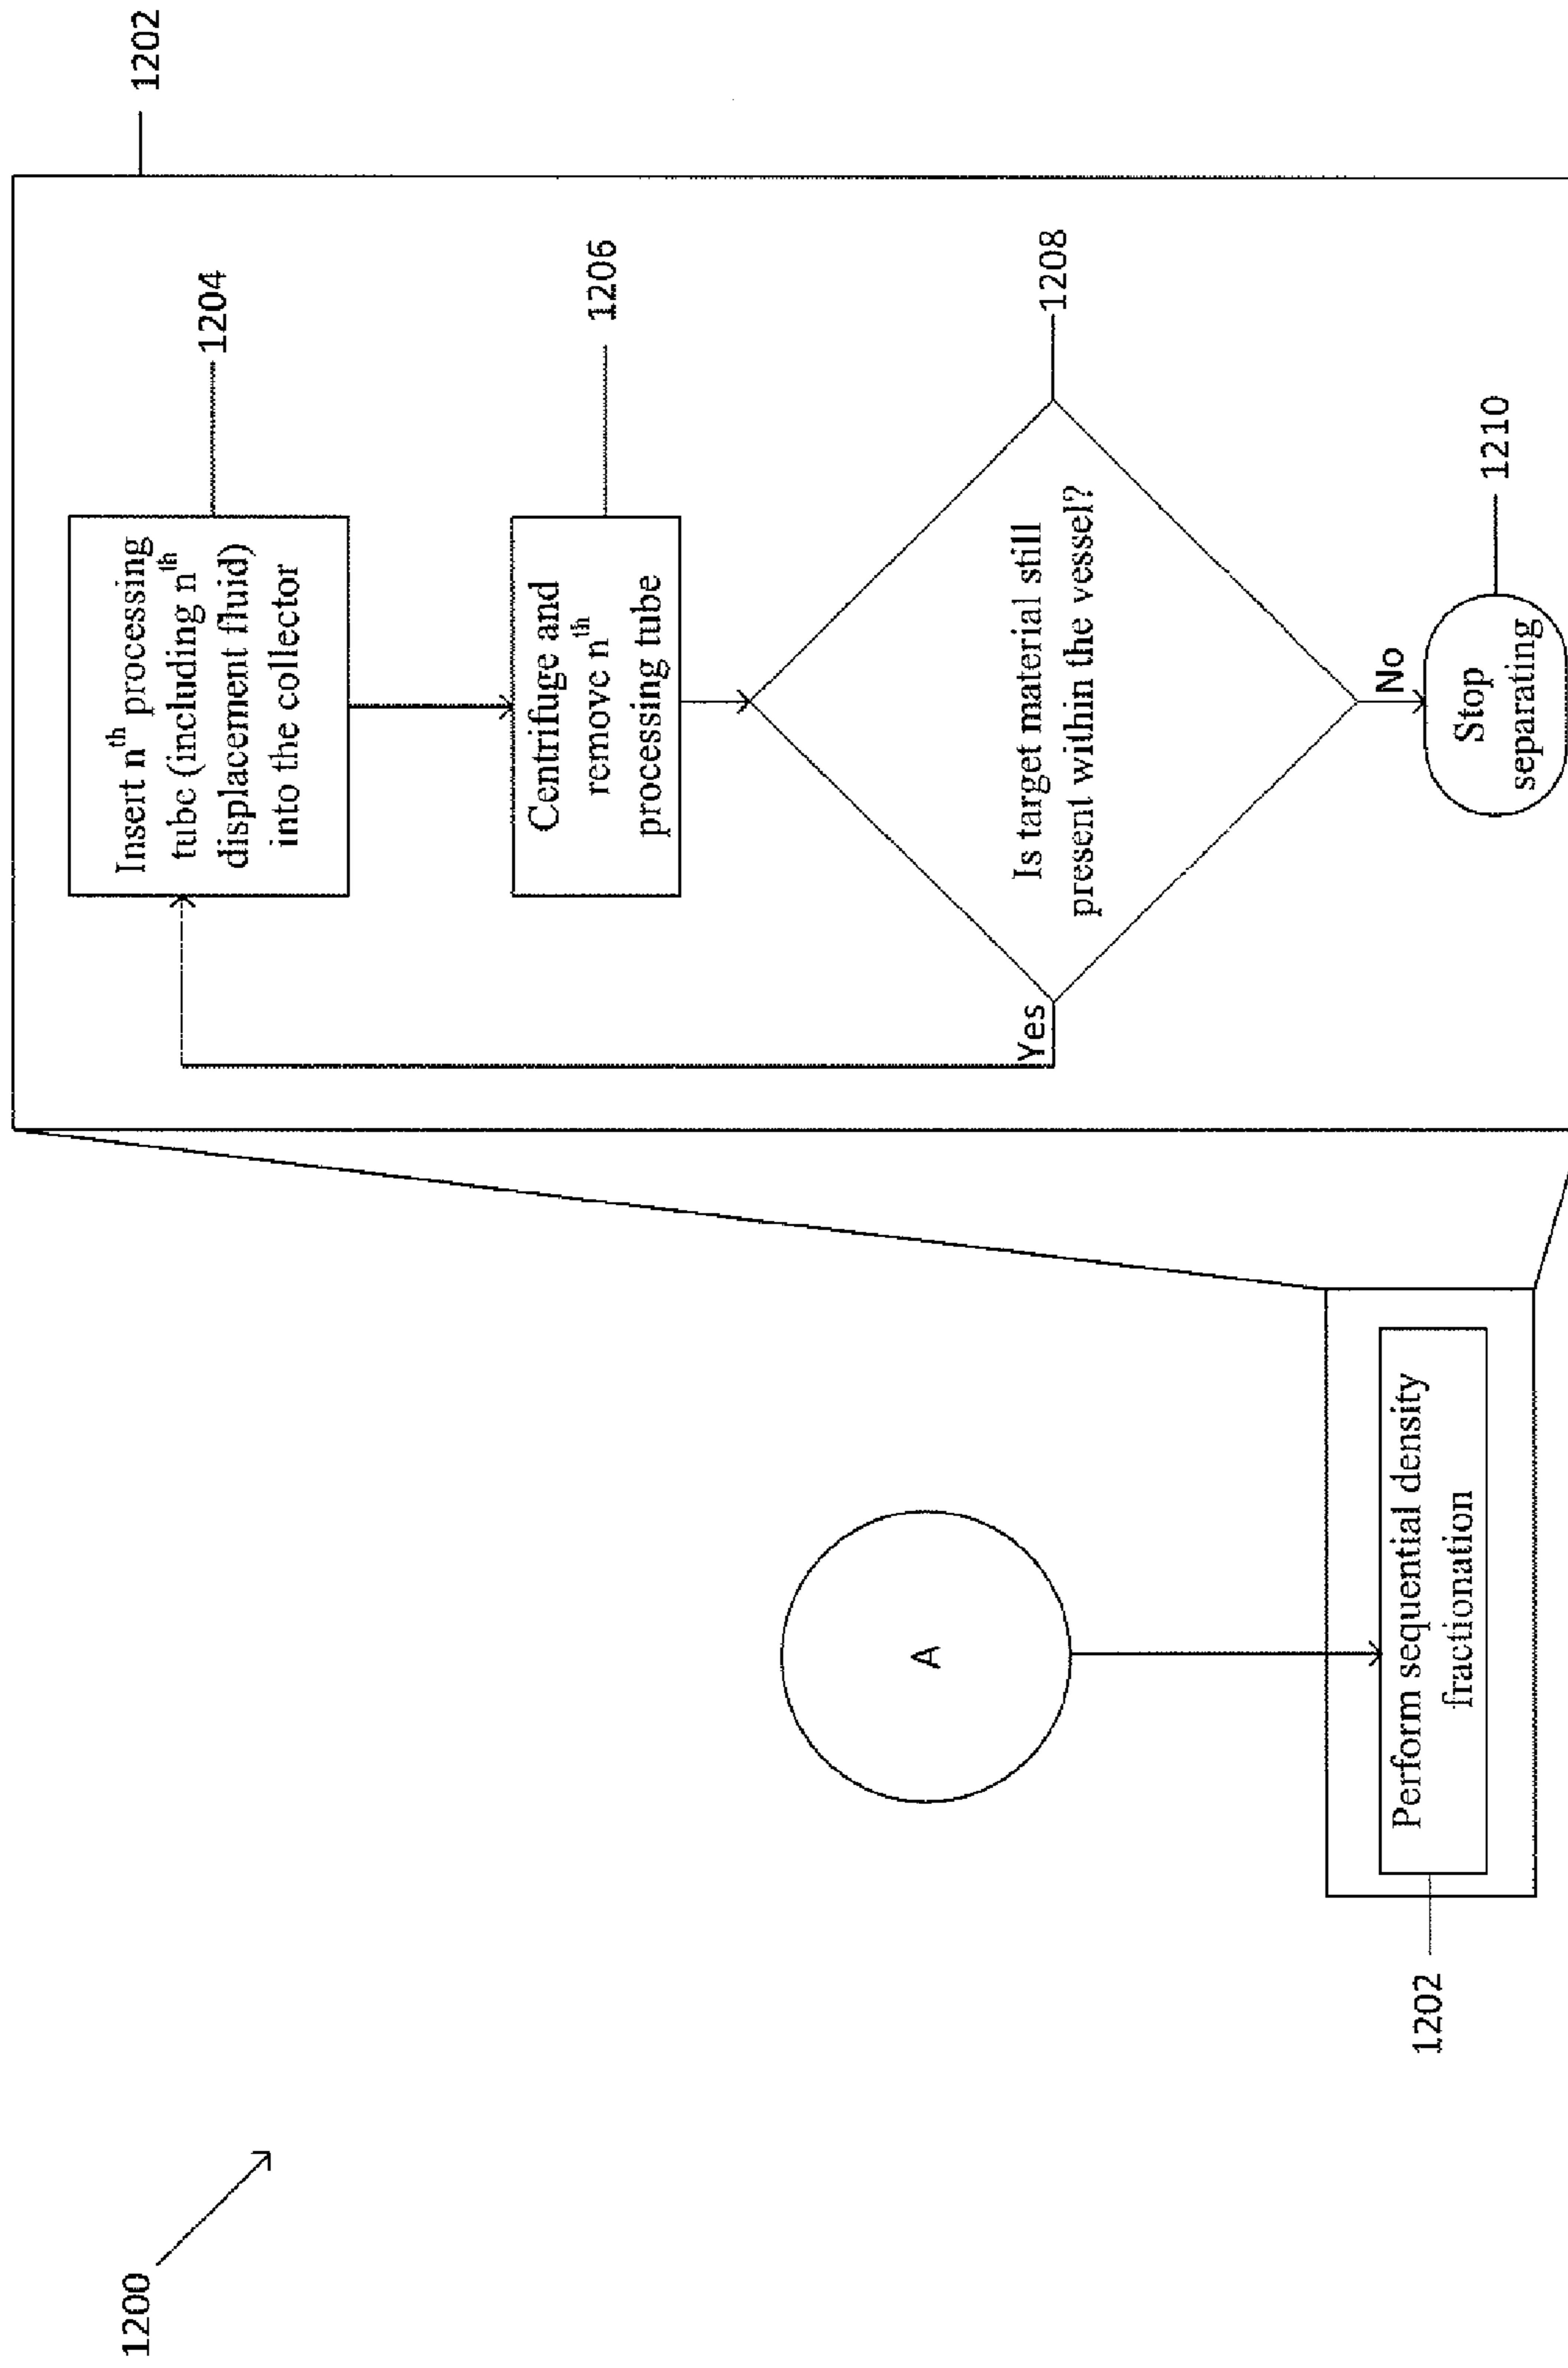 1200
A
Perform sequential density
fractionation
1202
1202
Insert nth processing
tube (including nth
displacement fluid)
into the collector
1204
Centrifuge and
remove nth
processing tube
1206
Is target material still
present within the vessel?
1208
Yes
No
Stop
separating
1210